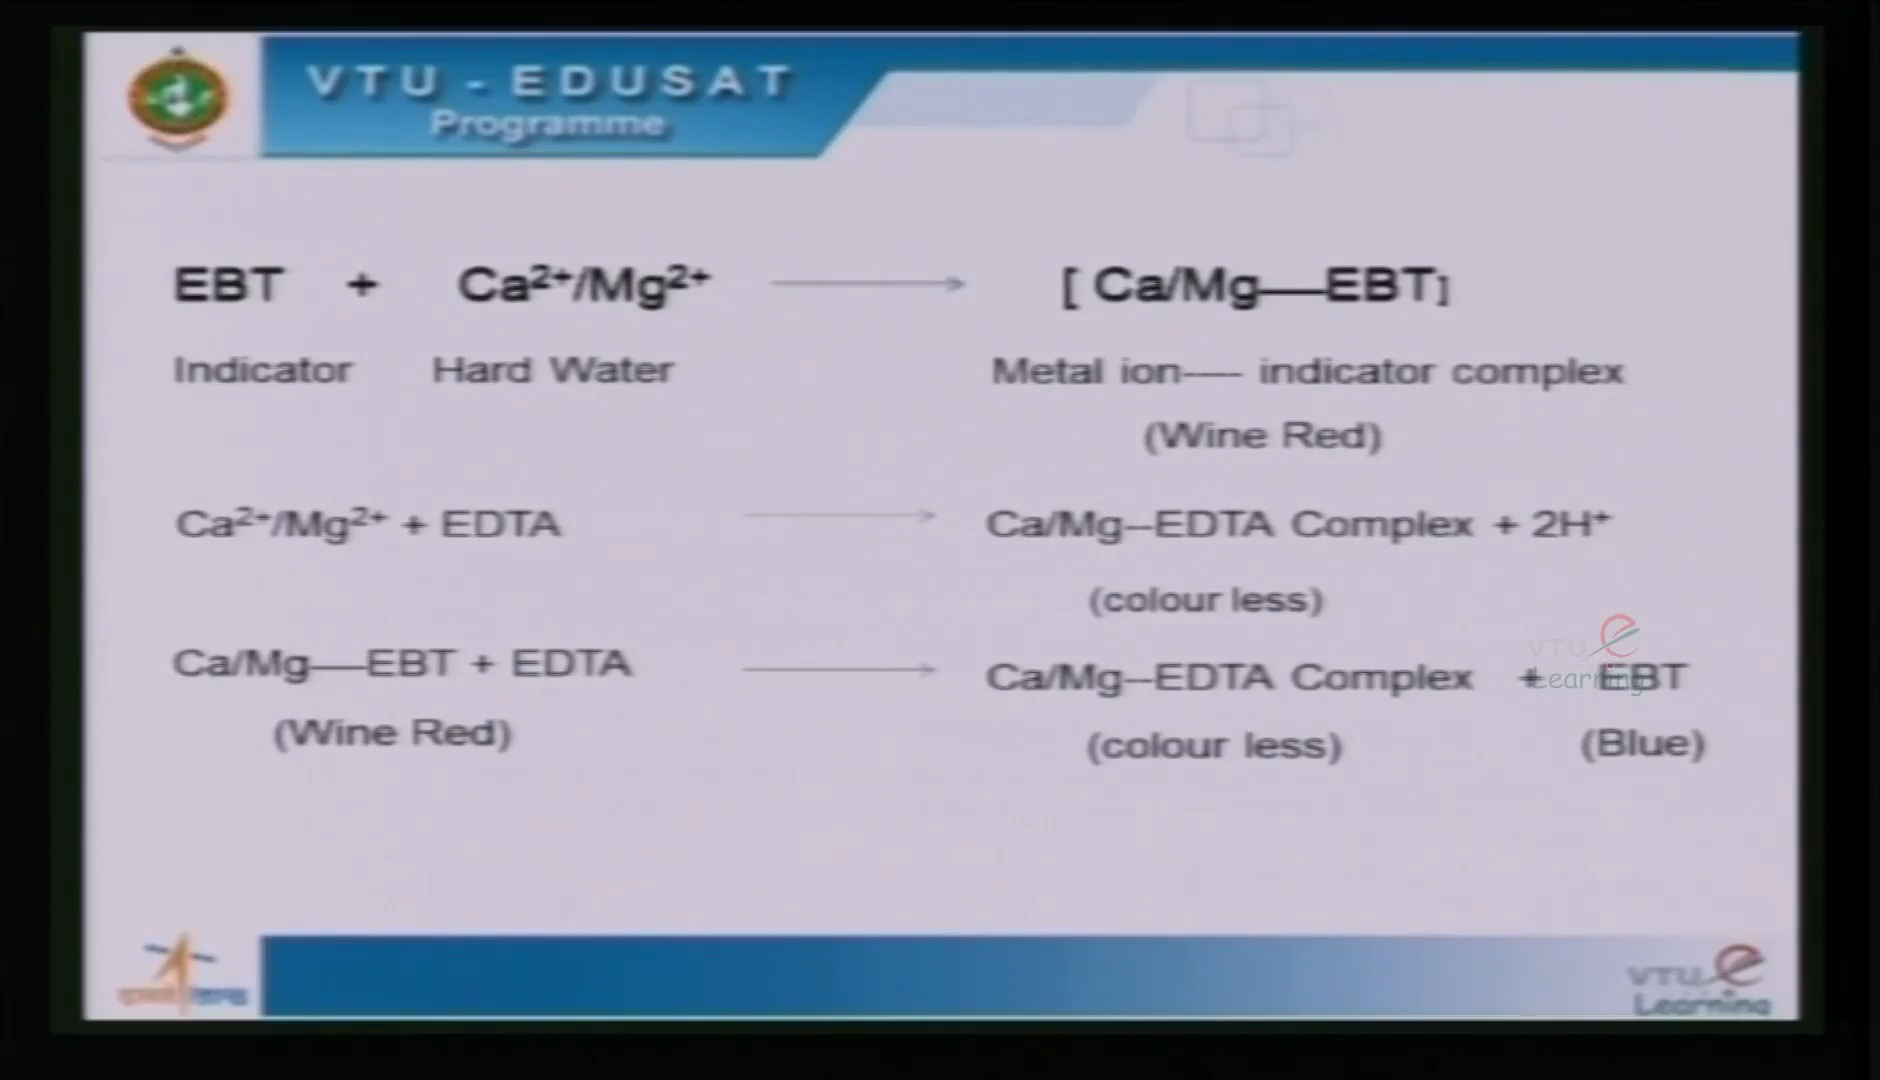 VTU - EDUSAT
Programme
EBT + Ca²⁺/Mg²⁺ → [ Ca/Mg—EBT]
Indicator Hard Water Metal ion— indicator complex
(Wine Red)
Ca²⁺/Mg²⁺ + EDTA → Ca/Mg--EDTA Complex + 2H⁺
(colour less)
Ca/Mg—EBT + EDTA → Ca/Mg--EDTA Complex + EBT
(Wine Red) (colour less) (Blue)
VTU e
Learning
VTU e
Learning